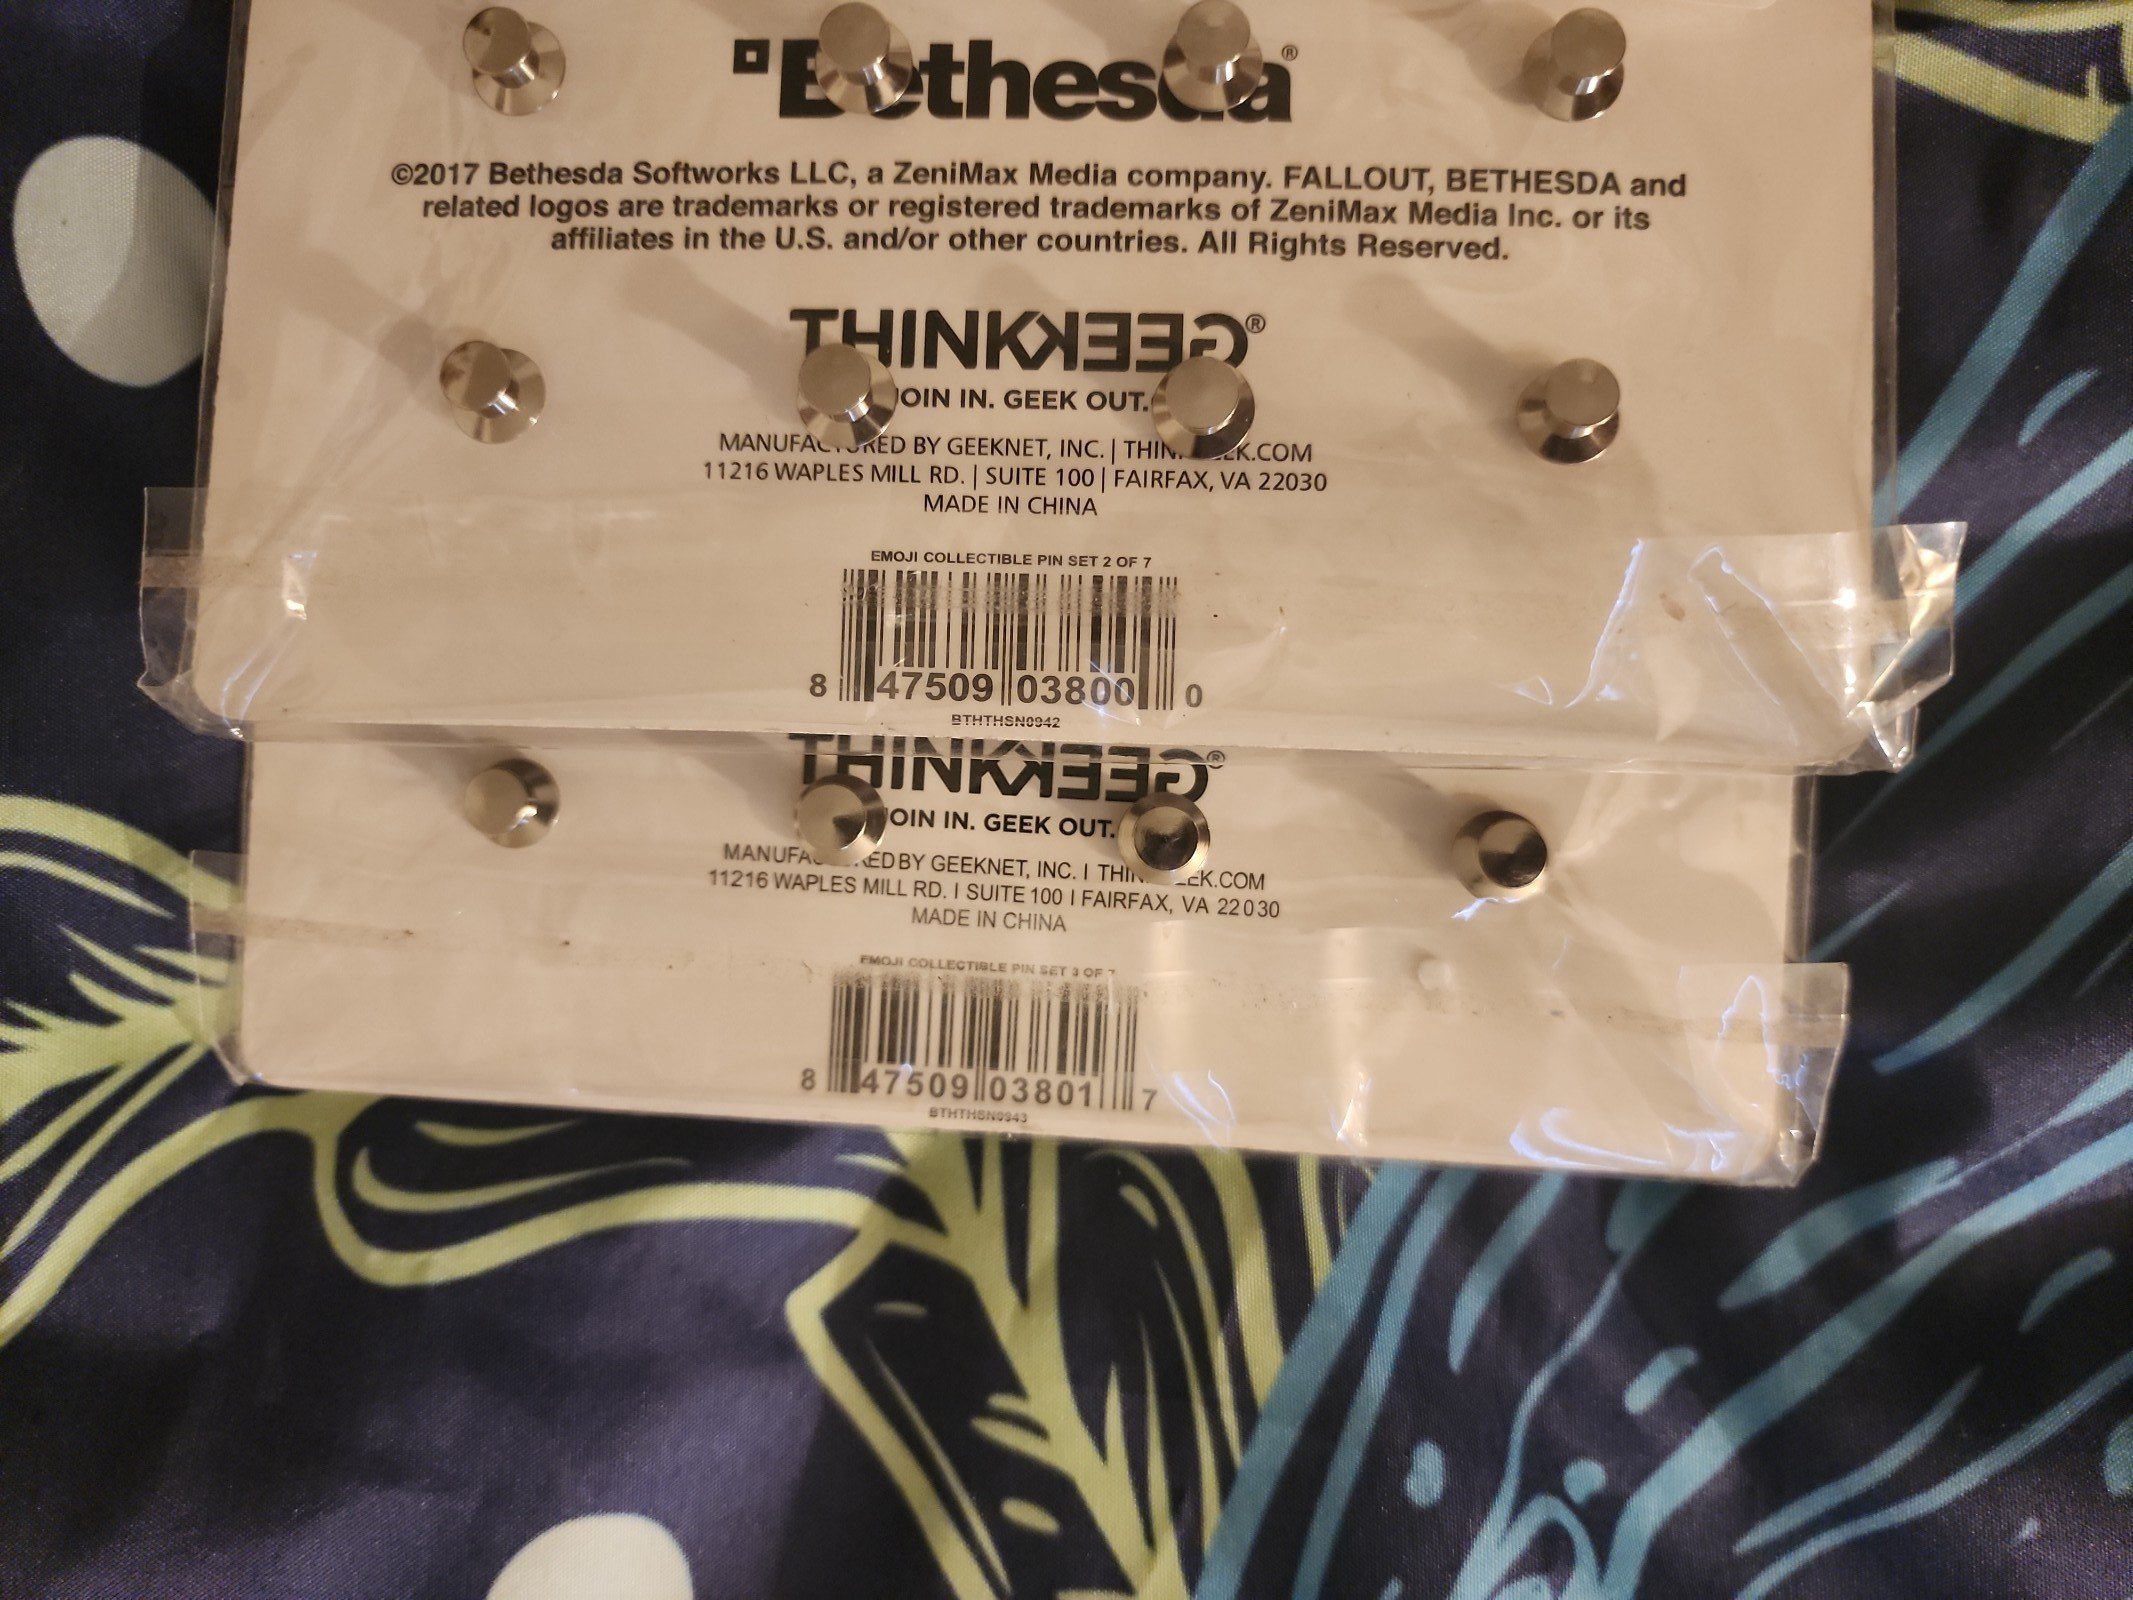 Bethesda®
©2017 Bethesda Softworks LLC, a ZeniMax Media company. FALLOUT, BETHESDA and
related logos are trademarks or registered trademarks of ZeniMax Media Inc. or its
affiliates in the U.S. and/or other countries. All Rights Reserved.
THINKGEEK®
JOIN IN. GEEK OUT.
MANUFACTURED BY GEEKNET, INC. | THINKGEEK.COM
11216 WAPLES MILL RD. | SUITE 100 | FAIRFAX, VA 22030
MADE IN CHINA
EMOJI COLLECTIBLE PIN SET 2 OF 7
8 47509 03800 0
BTHTHSN0942
THINKGEEK®
JOIN IN. GEEK OUT.
MANUFACTURED BY GEEKNET, INC. I THINKGEEK.COM
11216 WAPLES MILL RD. I SUITE 100 I FAIRFAX, VA 22030
MADE IN CHINA
EMOJI COLLECTIBLE PIN SET 3 OF 7
8 47509 03801 7
BTHTHSN0943